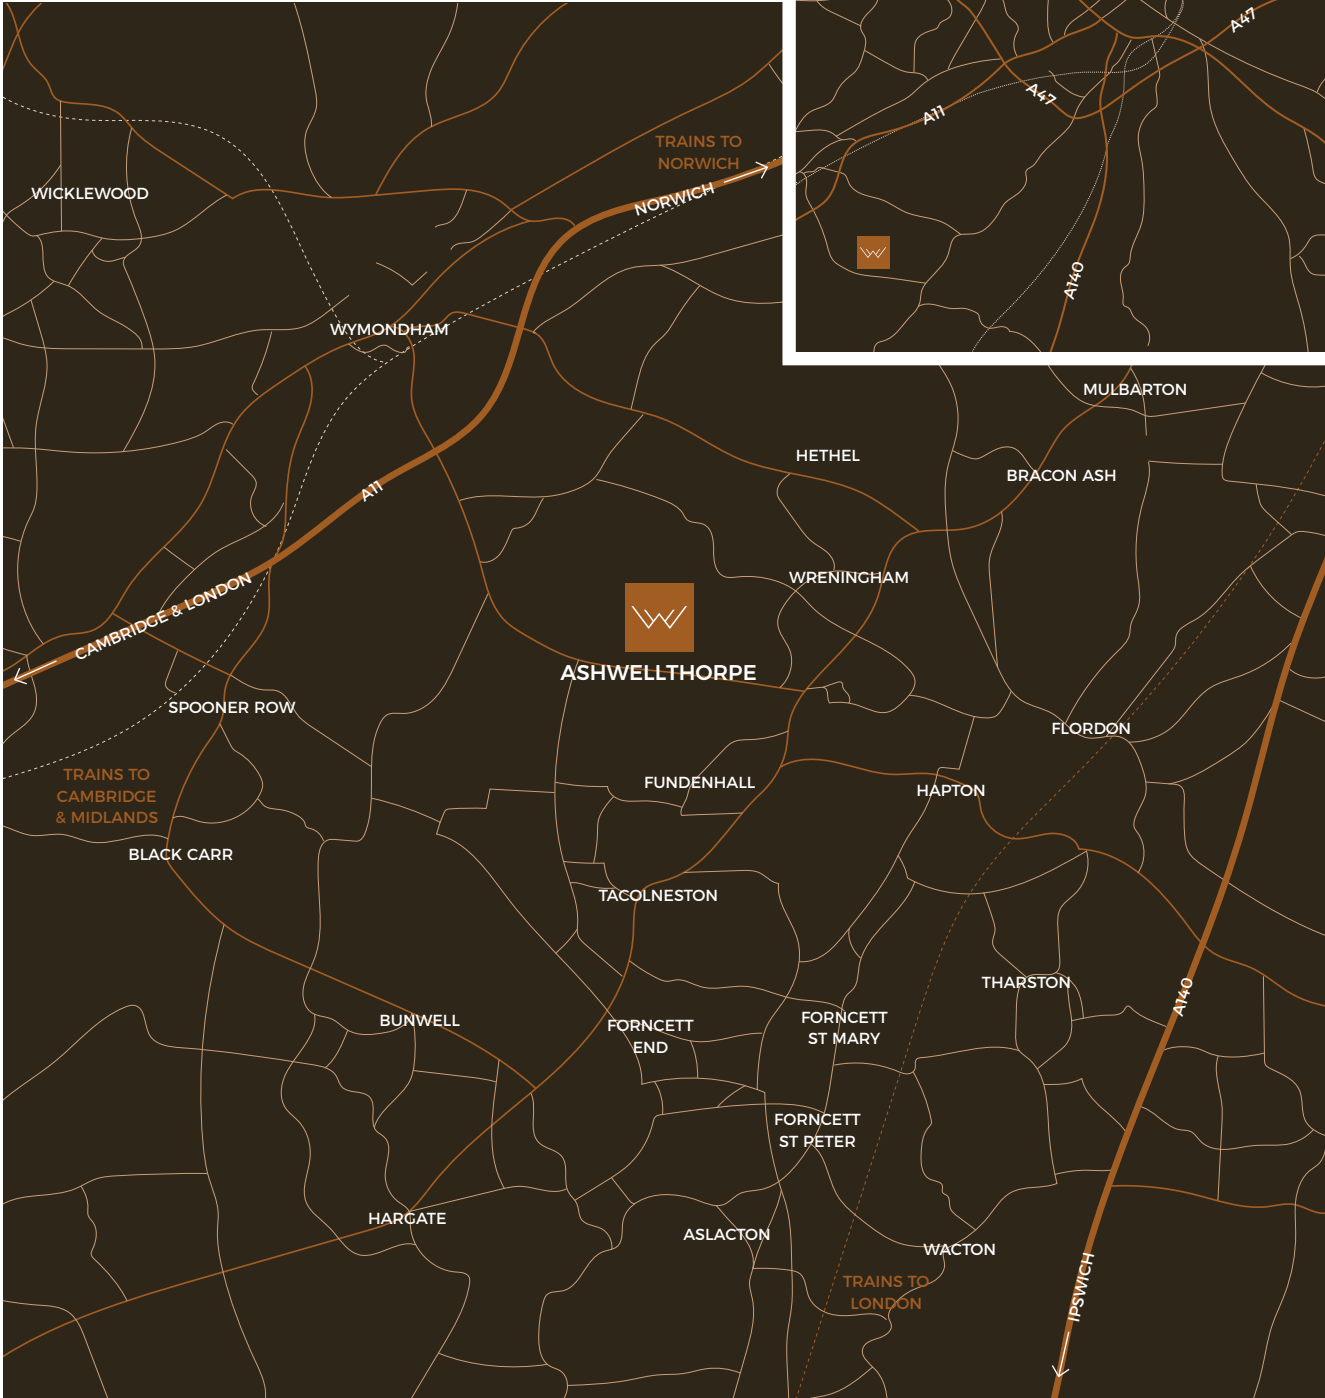 A47
A47
A11
A140
TRAINS TO
NORWICH
NORWICH
WICKLEWOOD
WYMONDHAM
MULBARTON
HETHEL
BRACON ASH
A11
WRENINGHAM
CAMBRIDGE & LONDON
W
ASHWELLTHORPE
SPOONER ROW
FLORDON
TRAINS TO
CAMBRIDGE
& MIDLANDS
FUNDENHALL
HAPTON
BLACK CARR
TACOLNESTON
THARSTON
A140
BUNWELL
FORNCETT
END
FORNCETT
ST MARY
FORNCETT
ST PETER
HARGATE
ASLACTON
WACTON
TRAINS TO
LONDON
IPSWICH